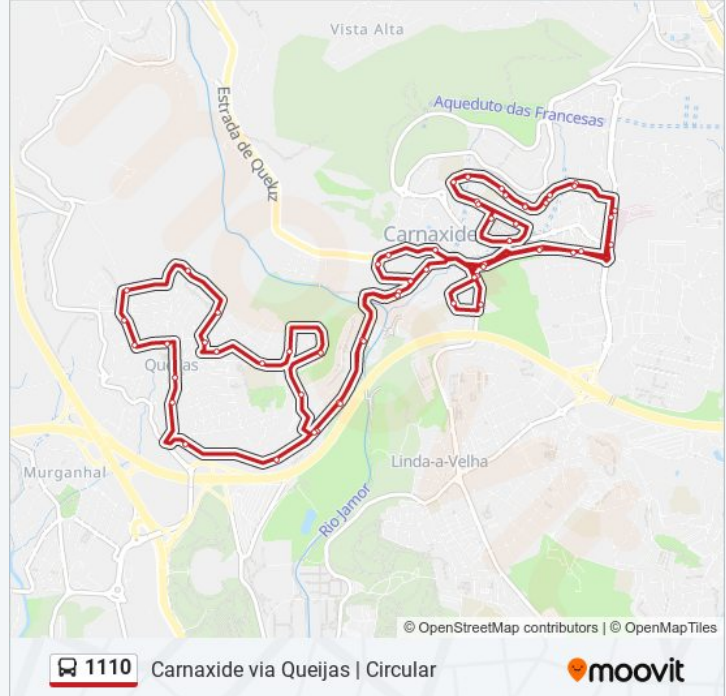 Vista Alta
Aqueduto das Francesas
Estrada de Queluz
Carnaxide
Queijas
Murganhal
Linda-a-Velha
Rio Jamor
© OpenStreetMap contributors | © OpenMapTiles
1110 Carnaxide via Queijas | Circular
moovit